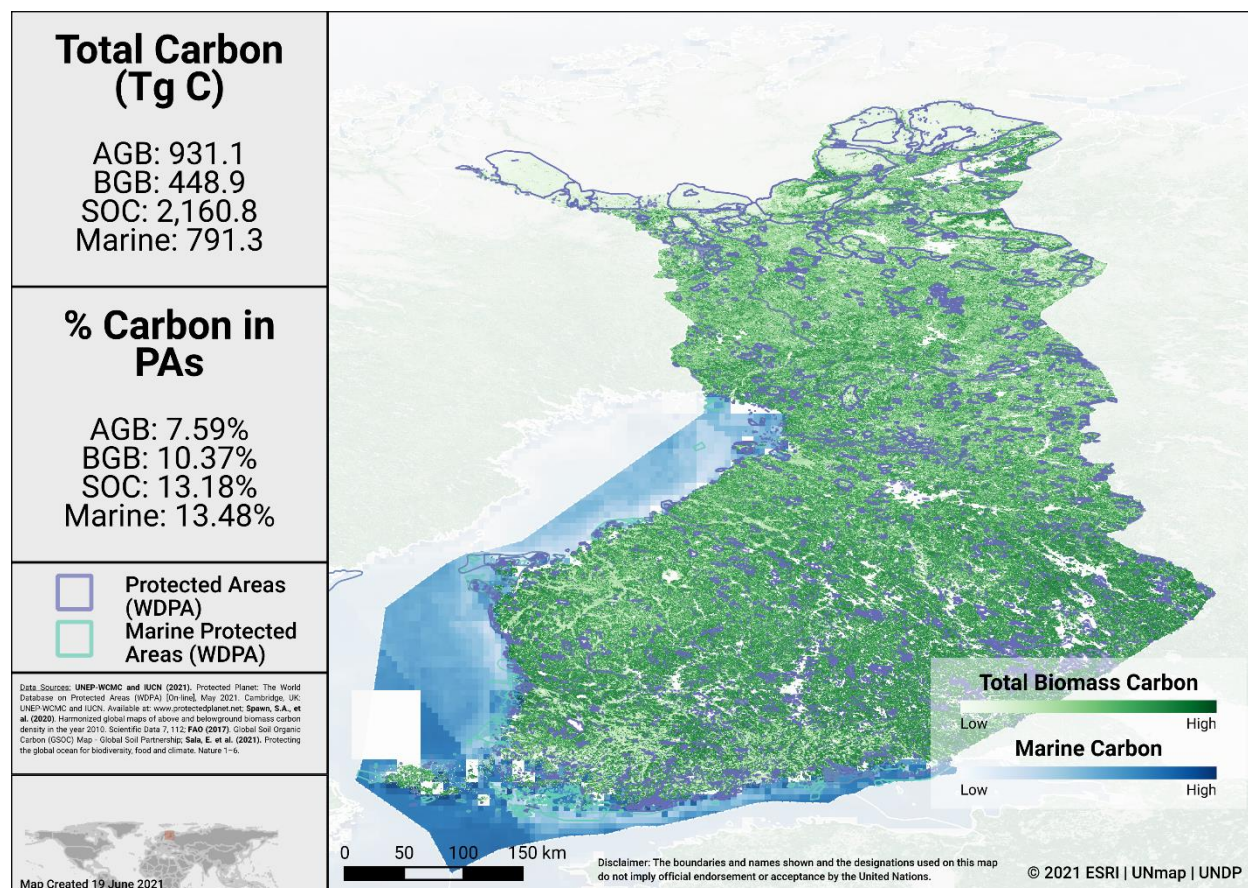 Total Carbon
(Tg C)
AGB: 931.1
BGB: 448.9
SOC: 2,160.8
Marine: 791.3
% Carbon in
PAs
AGB: 7.59%
BGB: 10.37%
SOC: 13.18%
Marine: 13.48%
Protected Areas
(WDPA)
Marine Protected
Areas (WDPA)
Data Sources: UNEP-WCMC and IUCN (2021). Protected Planet: The World
Database on Protected Areas (WDPA) [On-line], May 2021. Cambridge, UK:
UNEP-WCMC and IUCN. Available at: www.protectedplanet.net; Spawn, S.A., et
al. (2020). Harmonized global maps of above and belowground biomass carbon
density in the year 2010. Scientific Data 7, 112; FAO (2017). Global Soil Organic
Carbon (GSOC) Map - Global Soil Partnership; Sala, E. et al. (2021). Protecting
the global ocean for biodiversity, food and climate. Nature 1–6.
Map Created 19 June 2021
0 50 100 150 km
Disclaimer: The boundaries and names shown and the designations used on this map
do not imply official endorsement or acceptance by the United Nations.
Total Biomass Carbon
Low High
Marine Carbon
Low High
© 2021 ESRI | UNmap | UNDP